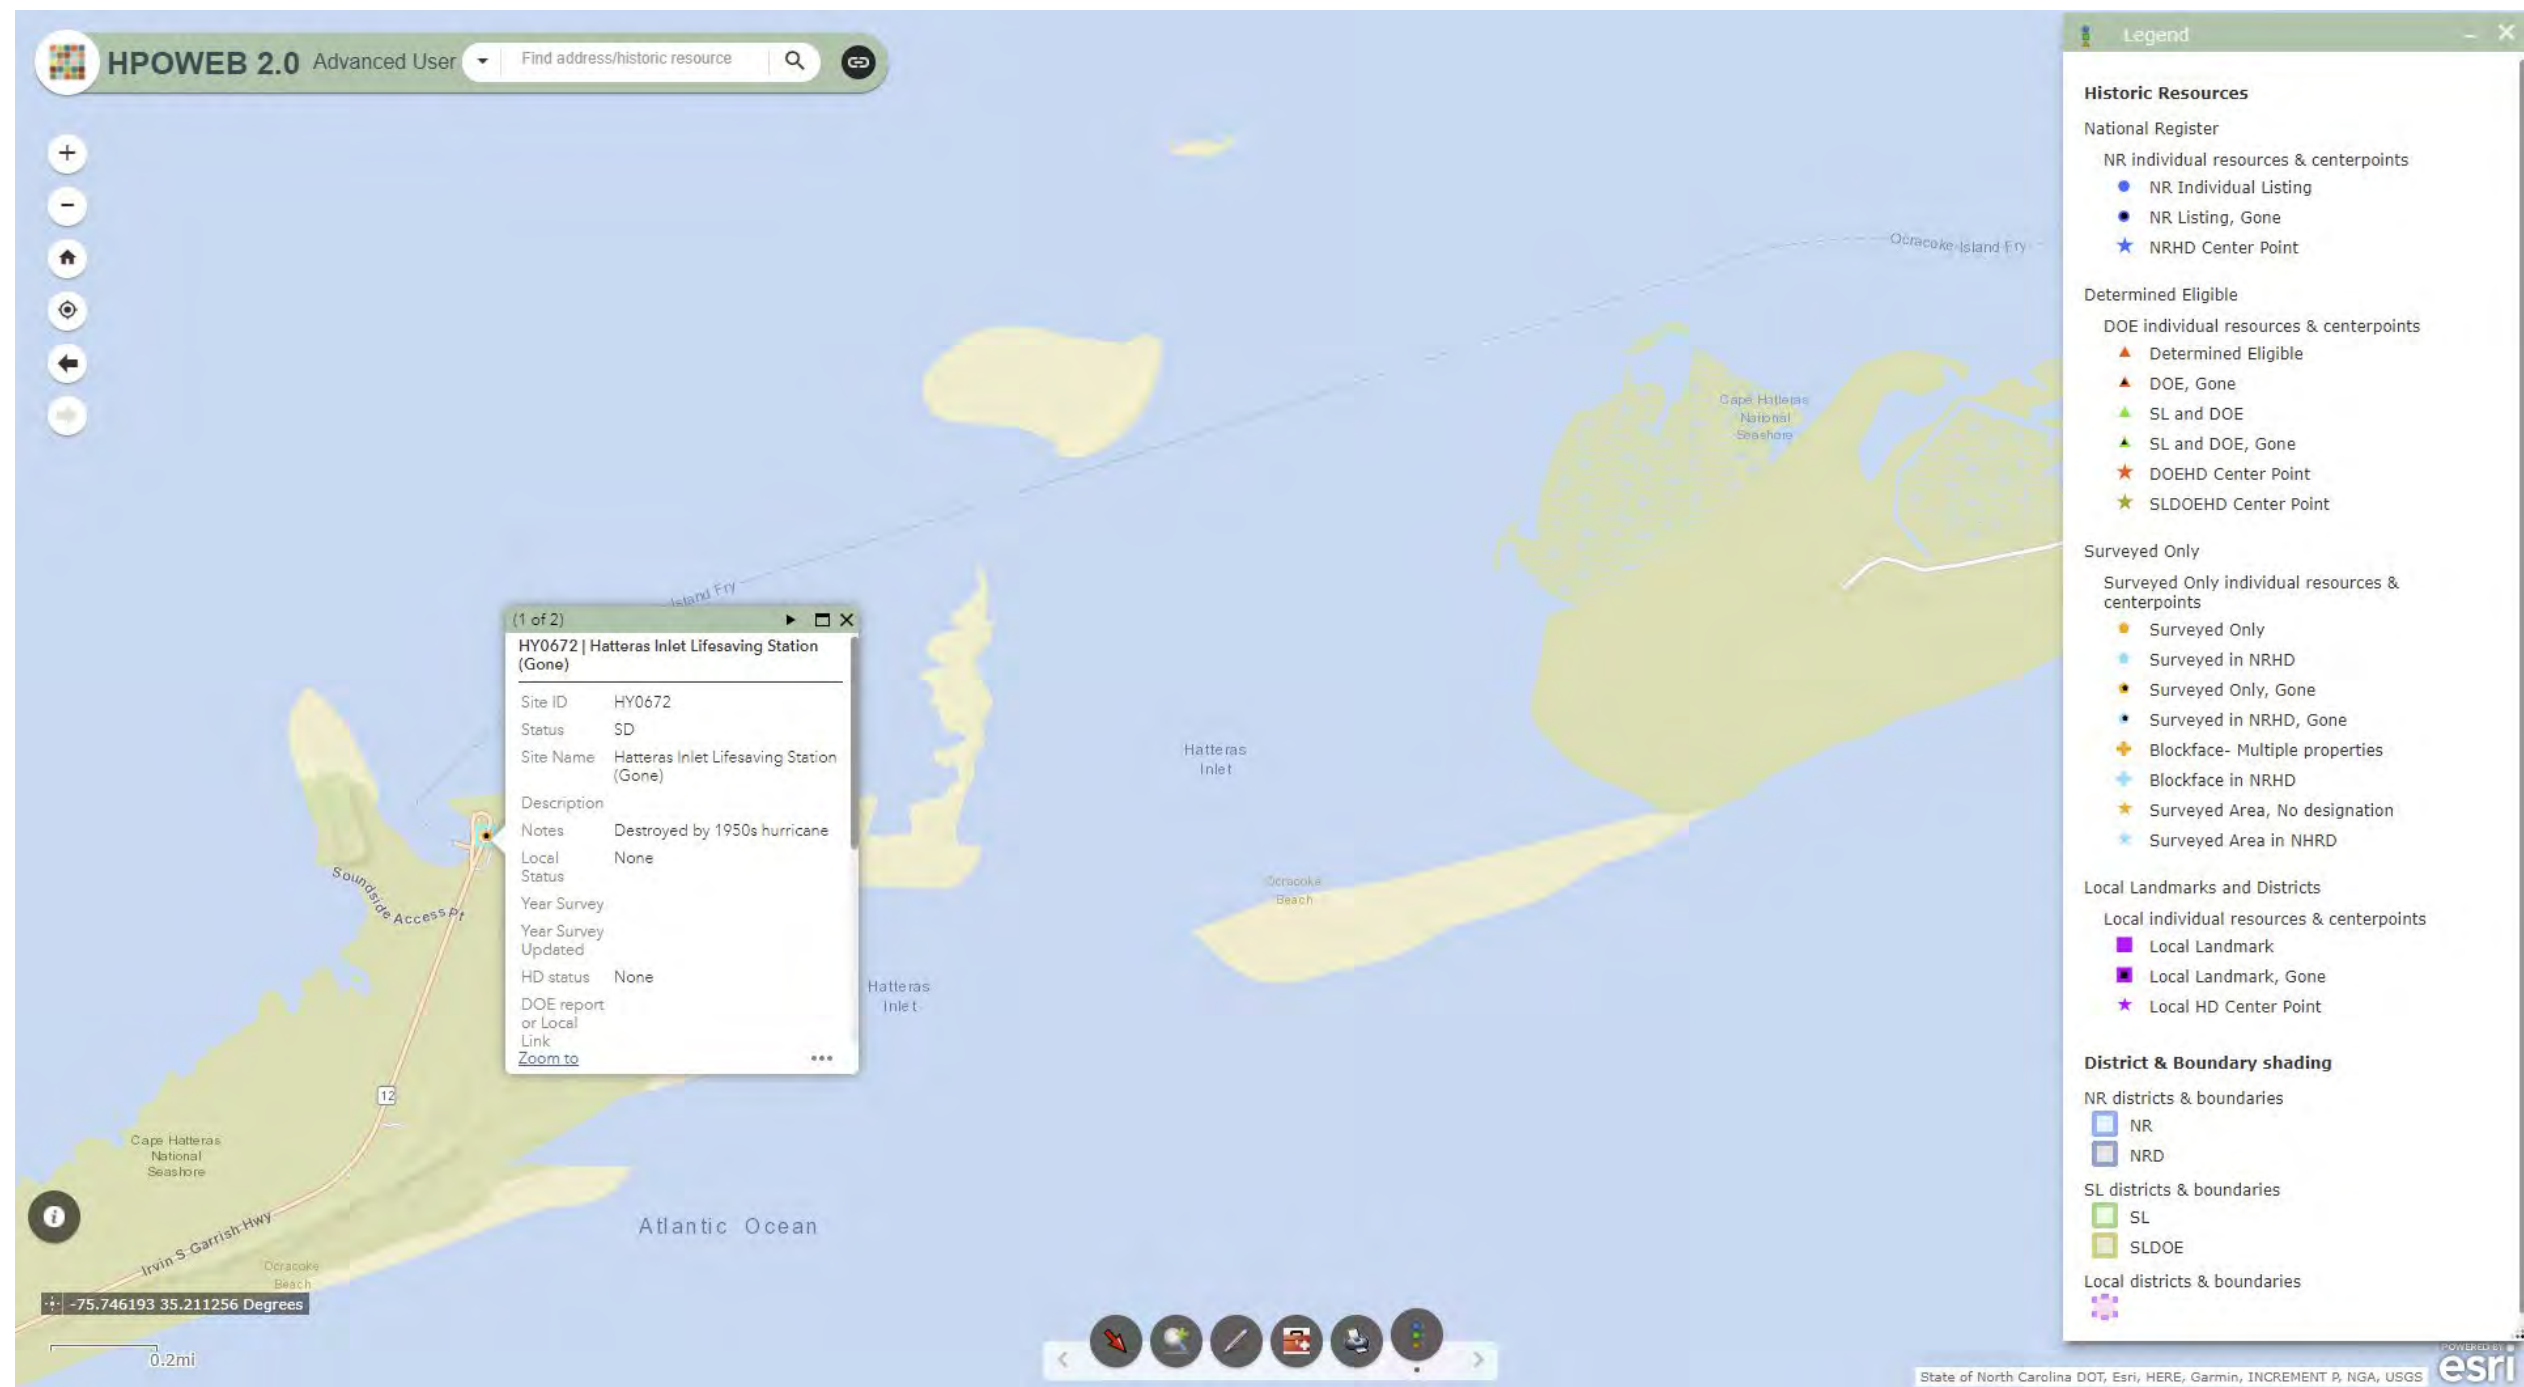 HPOWEB 2.0 Advanced User
Find address/historic resource
Ocracoke Island Fry
Cape Hatteras
National
Seashore
Island Fry
(1 of 2)
HY0672 | Hatteras Inlet Lifesaving Station
(Gone)
Site ID HY0672
Status SD
Site Name Hatteras Inlet Lifesaving Station
(Gone)
Description
Notes Destroyed by 1950s hurricane
Local None
Status
Year Survey
Year Survey
Updated
HD status None
DOE report
or Local
Link
Zoom to
Hatteras
Inlet
Ocracoke
Beach
Soundside Access Pt
Hatteras
Inlet
12
Cape Hatteras
National
Seashore
Irvin S Garrish Hwy
Ocracoke
Beach
Atlantic Ocean
-75.746193 35.211256 Degrees
0.2mi
Legend
Historic Resources
National Register
NR individual resources & centerpoints
NR Individual Listing
NR Listing, Gone
NRHD Center Point
Determined Eligible
DOE individual resources & centerpoints
Determined Eligible
DOE, Gone
SL and DOE
SL and DOE, Gone
DOEHD Center Point
SLDOEHD Center Point
Surveyed Only
Surveyed Only individual resources &
centerpoints
Surveyed Only
Surveyed in NRHD
Surveyed Only, Gone
Surveyed in NRHD, Gone
Blockface- Multiple properties
Blockface in NRHD
Surveyed Area, No designation
Surveyed Area in NHRD
Local Landmarks and Districts
Local individual resources & centerpoints
Local Landmark
Local Landmark, Gone
Local HD Center Point
District & Boundary shading
NR districts & boundaries
NR
NRD
SL districts & boundaries
SL
SLDOE
Local districts & boundaries
State of North Carolina DOT, Esri, HERE, Garmin, INCREMENT P, NGA, USGS
POWERED BY
esri